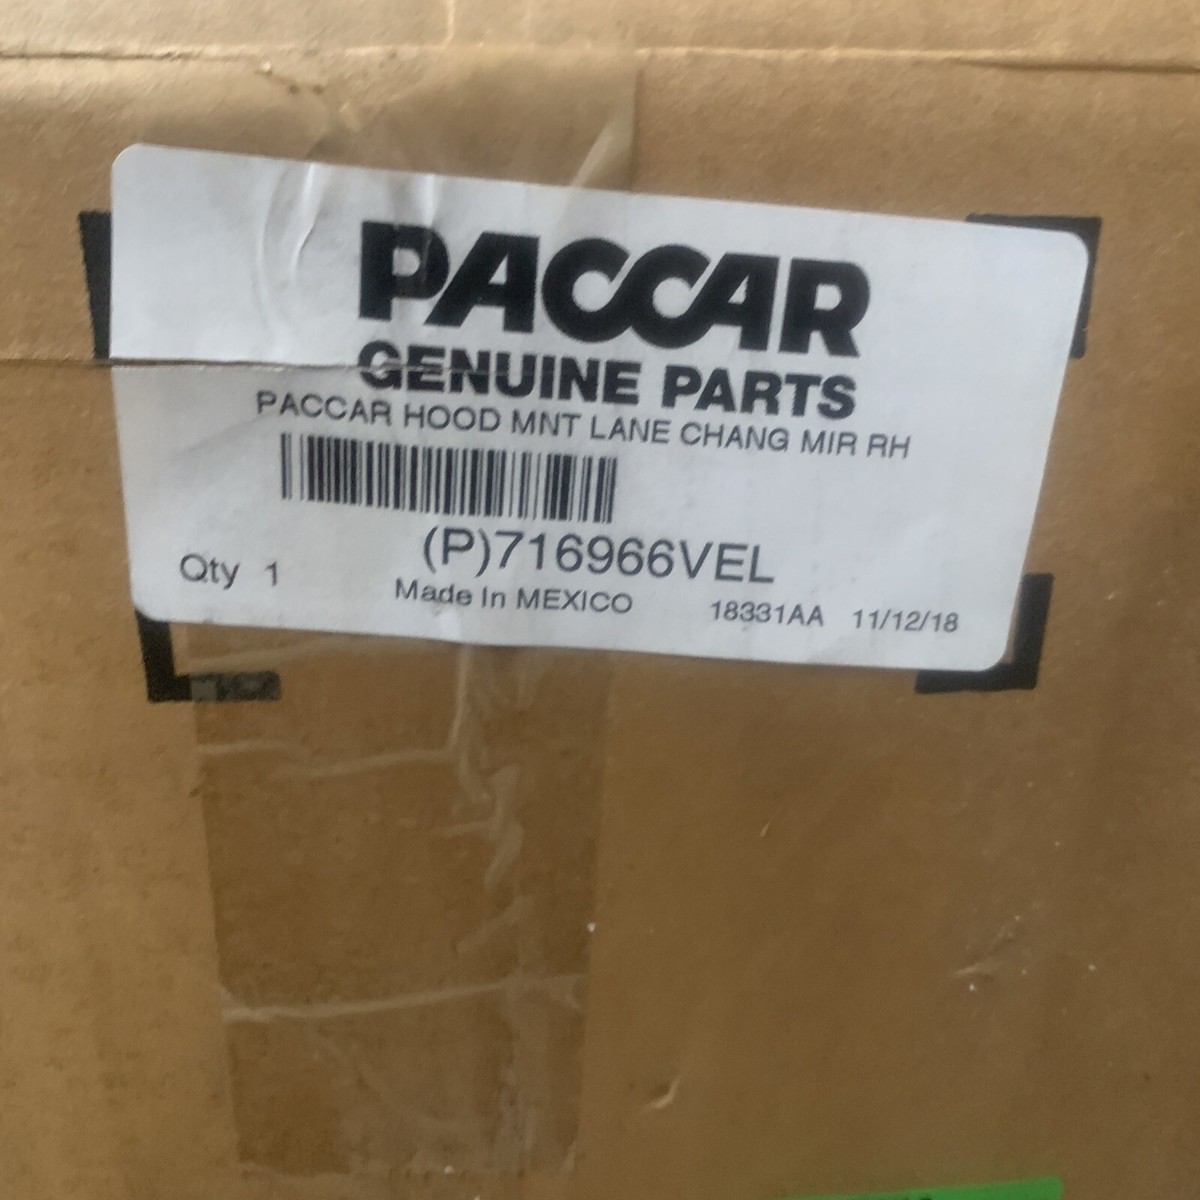 PACCAR
GENUINE PARTS
PACCAR HOOD MNT LANE CHANG MIR RH
(P)716966VEL
Qty 1
Made In MEXICO
18331AA 11/12/18